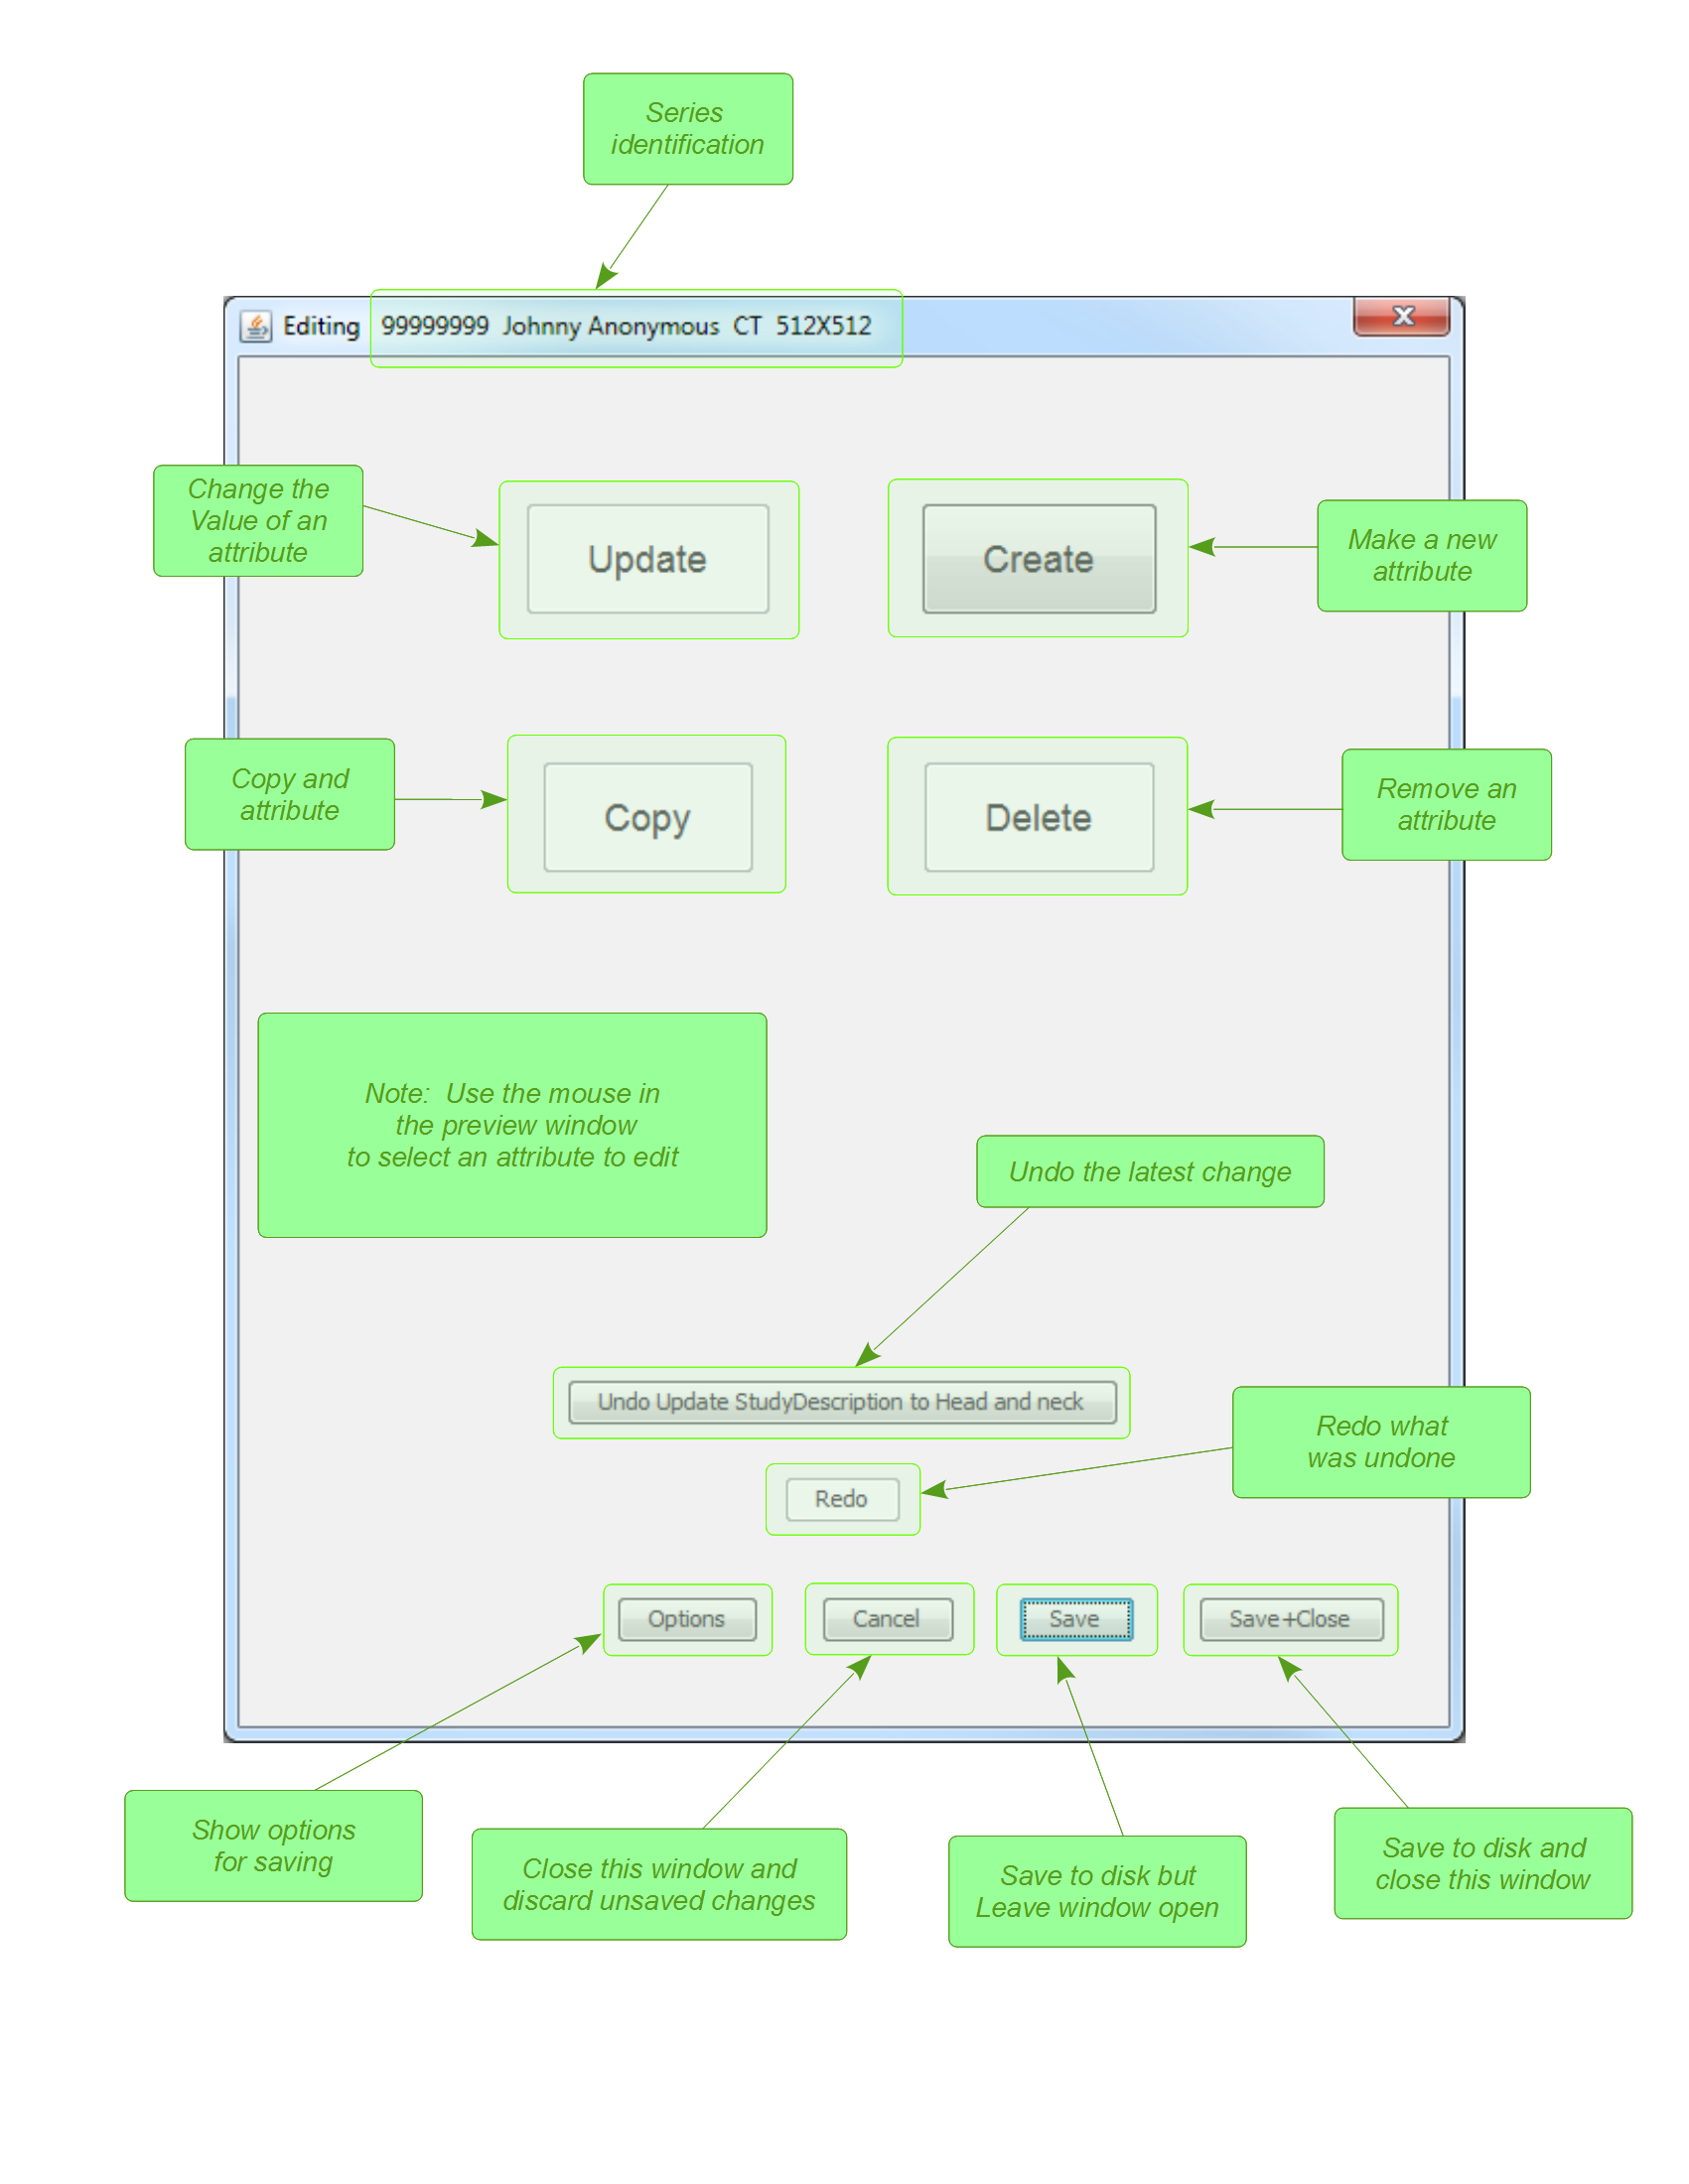 Series
identification
Editing 99999999 Johnny Anonymous CT 512X512
Change the
Value of an
attribute
Update
Create
Make a new
attribute
Copy and
attribute
Copy
Delete
Remove an
attribute
Note: Use the mouse in
the preview window
to select an attribute to edit
Undo the latest change
Undo Update StudyDescription to Head and neck
Redo what
was undone
Redo
Options
Cancel
Save
Save+Close
Show options
for saving
Close this window and
discard unsaved changes
Save to disk but
Leave window open
Save to disk and
close this window